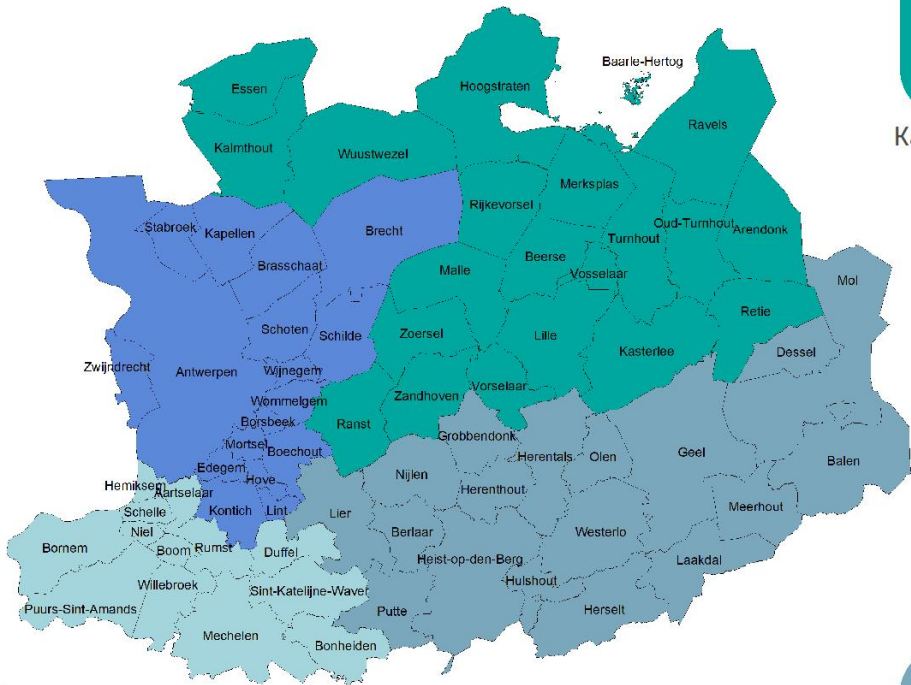 Baarle-Hertog
Essen
Hoogstraten
Ravels
Kalmthout
Wuustwezel
Merksplas
Rijkevorsel
Stabroek
Kapellen
Brecht
Turnhout
Oud-Turnhout
Arendonk
Brasschaat
Malle
Beerse
Vosselaar
Mol
Schoten
Schilde
Zoersel
Lille
Retie
Kasterlee
Dessel
Zwijndrecht
Antwerpen
Wijnegem
Zandhoven
Vorselaar
Wommelgem
Borsbeek
Ranst
Mortsel
Boechout
Grobbendonk
Herentals
Olen
Geel
Balen
Edegem
Hove
Nijlen
Hemiksem
Aartselaar
Herenthout
Schelle
Kontich
Lint
Lier
Meerhout
Niel
Berlaar
Westerlo
Bornem
Boom
Rumst
Duffel
Heist-op-den-Berg
Laakdal
Willebroek
Sint-Katelijne-Waver
Hulshout
Puurs-Sint-Amands
Putte
Herselt
Mechelen
Bonheiden